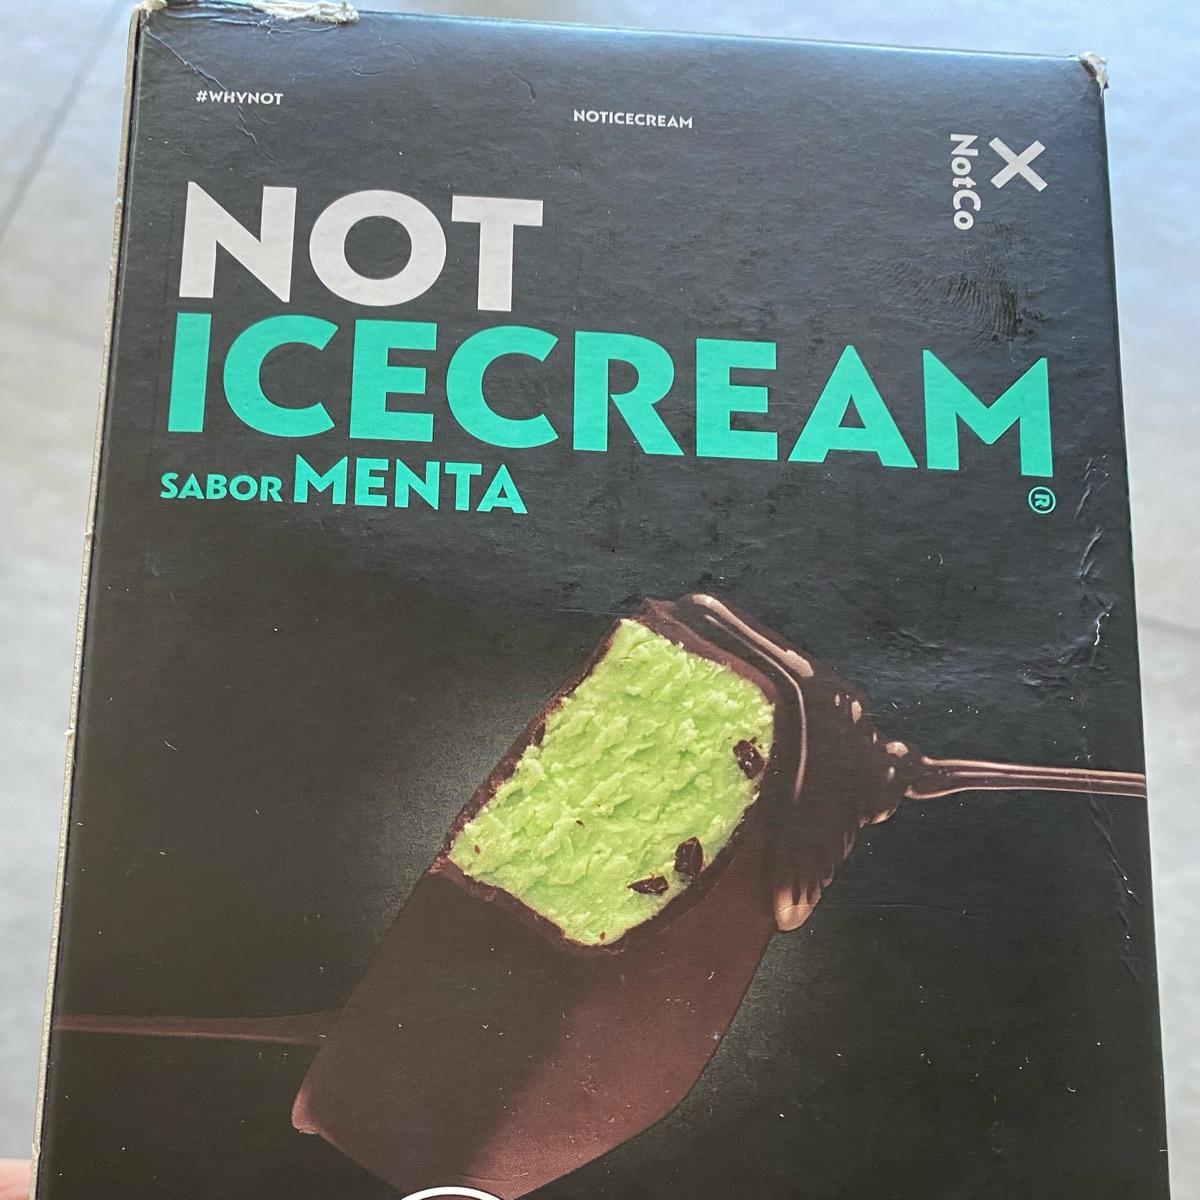 #WHYNOT
NOTICECREAM
NotCo
NOT
ICECREAM
®
SABOR MENTA